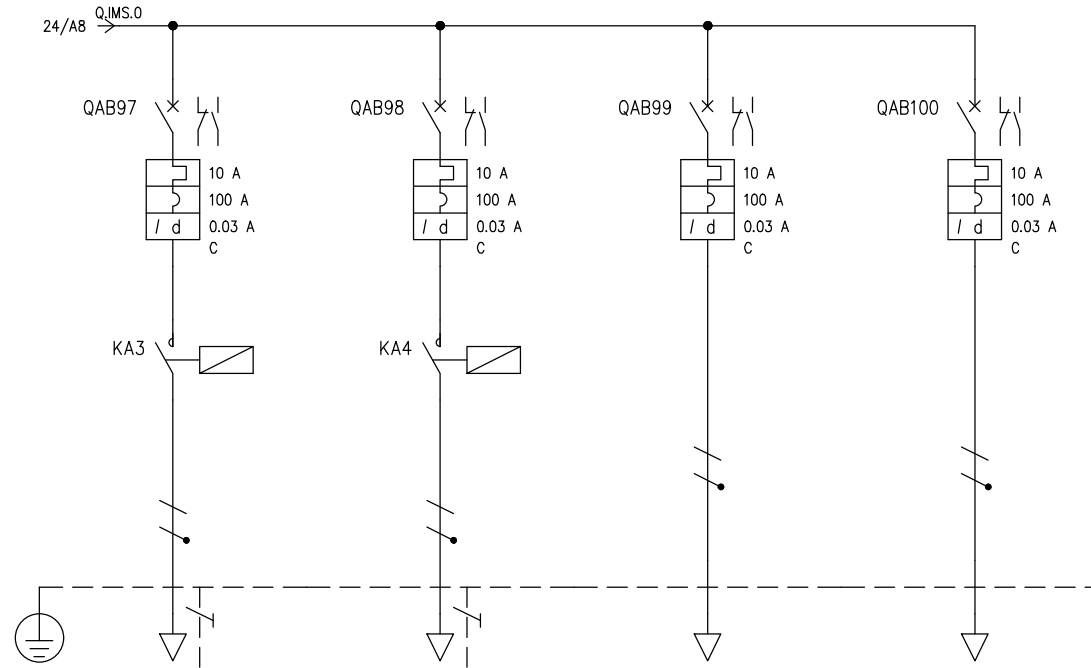 Q.IMS.0
24/A8
QAB97
QAB98
QAB99
QAB100
10 A
100 A
I d
0.03 A
C
10 A
100 A
I d
0.03 A
C
10 A
100 A
I d
0.03 A
C
10 A
100 A
I d
0.03 A
C
KA3
KA4